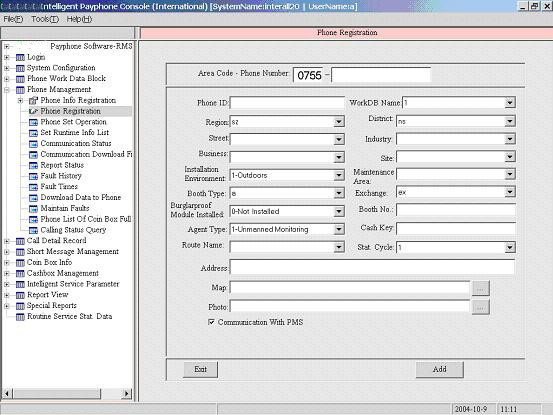 Intelligent Payphone Console (International) [SystemName:interall20 | UserName:a]
File(F) Tools(T) Help(H)
Phone Registration
Payphone Software-RMS
Login
System Configuration
Phone Work Data Block
Phone Management
Phone Info Registration
Phone Registration
Phone Set Operation
Set Runtime Info List
Communication Status
Communcation Download Fi
Report Status
Fault History
Fault Times
Download Data to Phone
Maintain Faults
Phone List Of Coin Box Full
Calling Status Query
Call Detail Record
Short Message Management
Coin Box Info
Cashbox Management
Intelligent Service Parameter
Report View
Special Reports
Routine Service Stat. Data
Area Code - Phone Number: 0755 -
Phone ID: WorkDB Name: 1
Region: sz District: ns
Street: Industry:
Business: Site:
Installation Environment: 1-Outdoors Maintenance Area:
Booth Type: a Exchange: ex
Burglarproof Module Installed: 0-Not Installed Booth No.:
Agent Type: 1-Unmanned Monitoring Cash Key:
Route Name: Stat. Cycle: 1
Address:
Map: ...
Photo: ...
Communication With PMS
Exit Add
2004-10-9 11:11